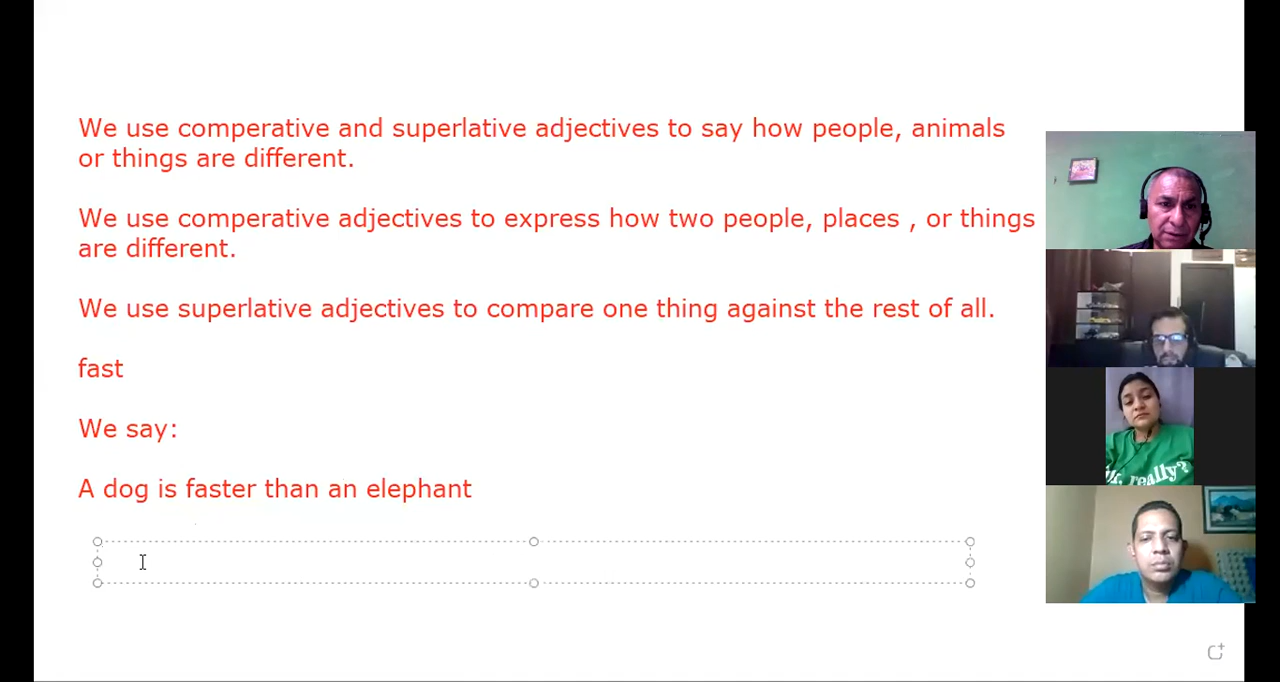 We use comperative and superlative adjectives to say how people, animals
or things are different.
We use comperative adjectives to express how two people, places , or things
are different.
We use superlative adjectives to compare one thing against the rest of all.
fast
We say:
A dog is faster than an elephant
really?